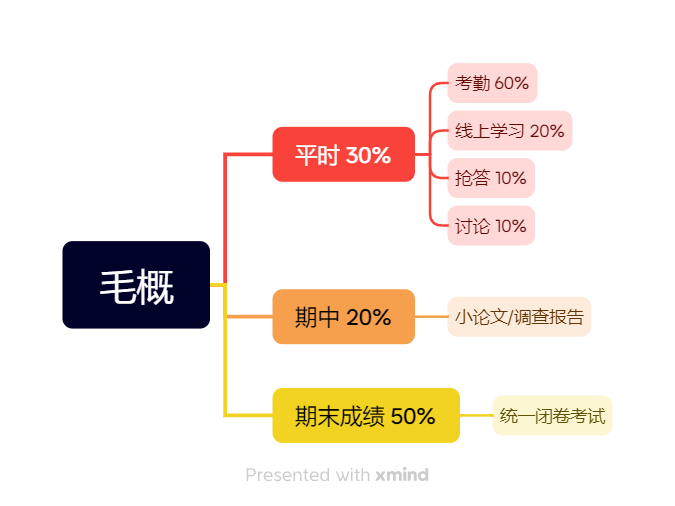 毛概
平时 30%
考勤 60%
线上学习 20%
抢答 10%
讨论 10%
期中 20%
小论文/调查报告
期末成绩 50%
统一闭卷考试
Presented with xmind